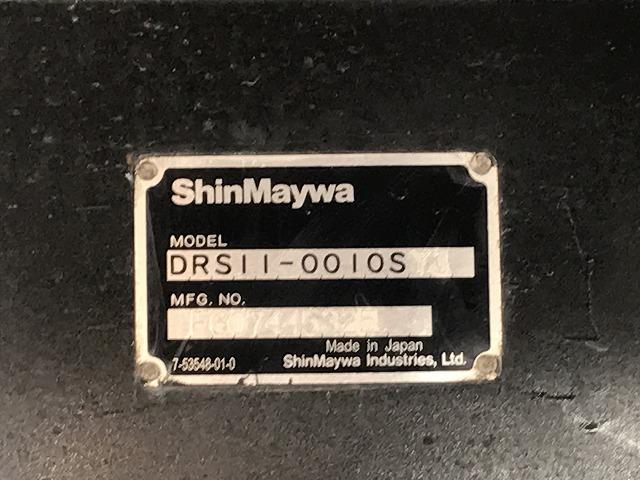 ShinMaywa
MODEL
DRS11-0010S
MFG. NO.
Made in Japan
7-53548-01-0
ShinMaywa Industries, Ltd.